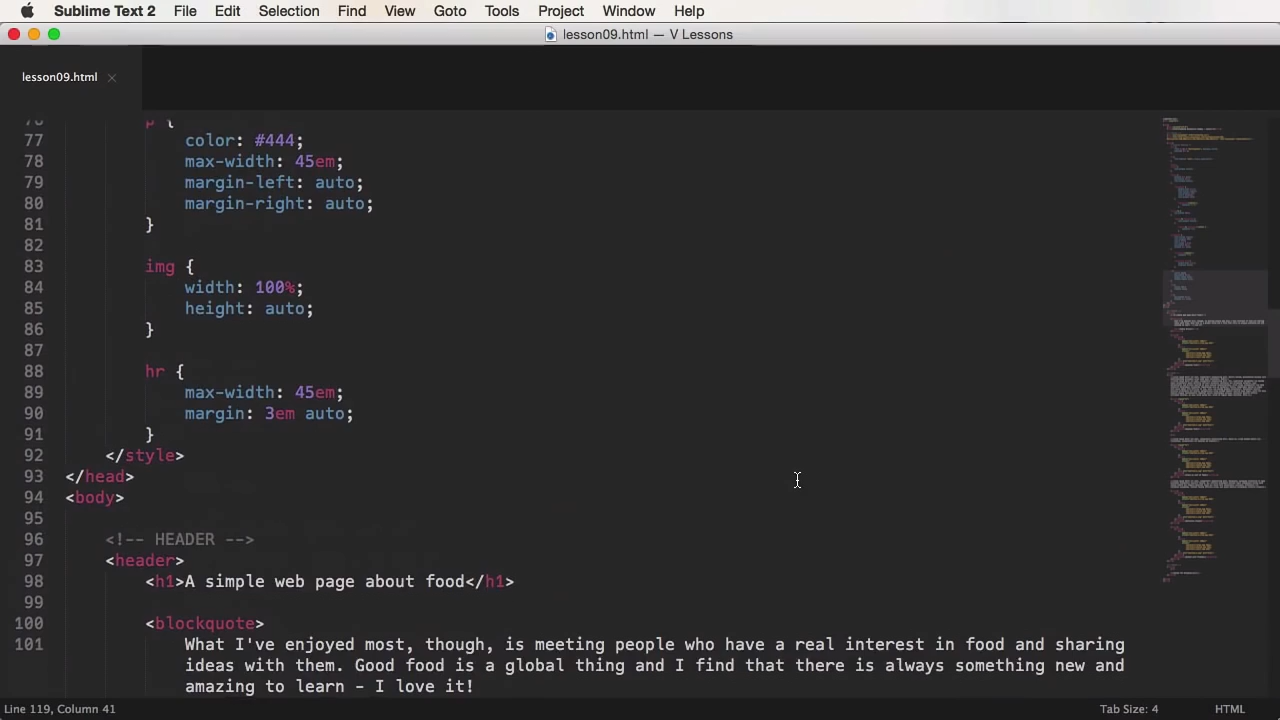 Sublime Text 2 File Edit Selection Find View Goto Tools Project Window Help
lesson09.html — V Lessons
lesson09.html
76 p {
77 color: #444;
78 max-width: 45em;
79 margin-left: auto;
80 margin-right: auto;
81 }
82
83 img {
84 width: 100%;
85 height: auto;
86 }
87
88 hr {
89 max-width: 45em;
90 margin: 3em auto;
91 }
92 </style>
93 </head>
94 <body>
95
96 <!-- HEADER -->
97 <header>
98 <h1>A simple web page about food</h1>
99
100 <blockquote>
101 What I've enjoyed most, though, is meeting people who have a real interest in food and sharing
ideas with them. Good food is a global thing and I find that there is always something new and
amazing to learn - I love it!
Line 119, Column 41 Tab Size: 4 HTML